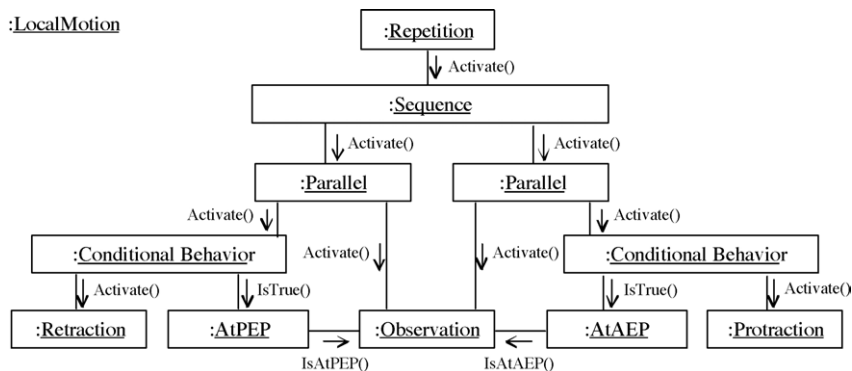 :LocalMotion
:Repetition
Activate()
:Sequence
Activate()
Activate()
:Parallel
:Parallel
Activate()
Activate()
Activate()
Activate()
:Conditional Behavior
:Conditional Behavior
Activate()
IsTrue()
IsTrue()
Activate()
:Retraction
:AtPEP
:Observation
:AtAEP
:Protraction
IsAtPEP()
IsAtAEP()